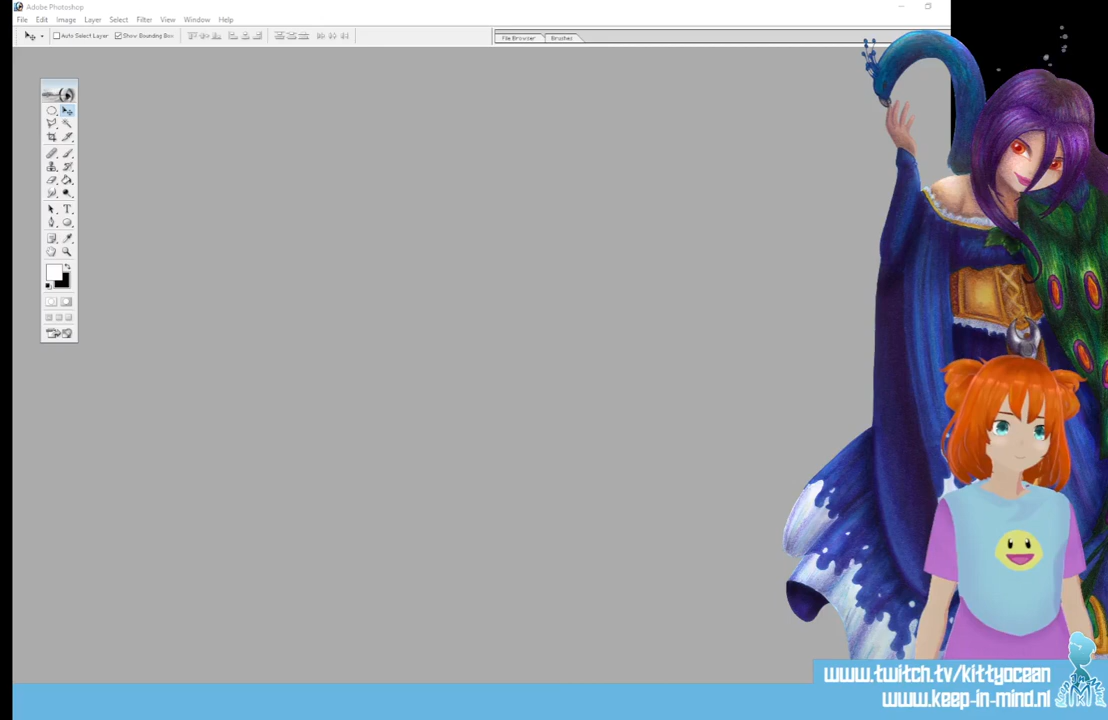 Adobe Photoshop
File Edit Image Layer Select Filter View Window Help
Auto Select Layer Show Bounding Box File Browser Brushes
T
www.twitch.tv/kittyocean
www.keep-in-mind.nl